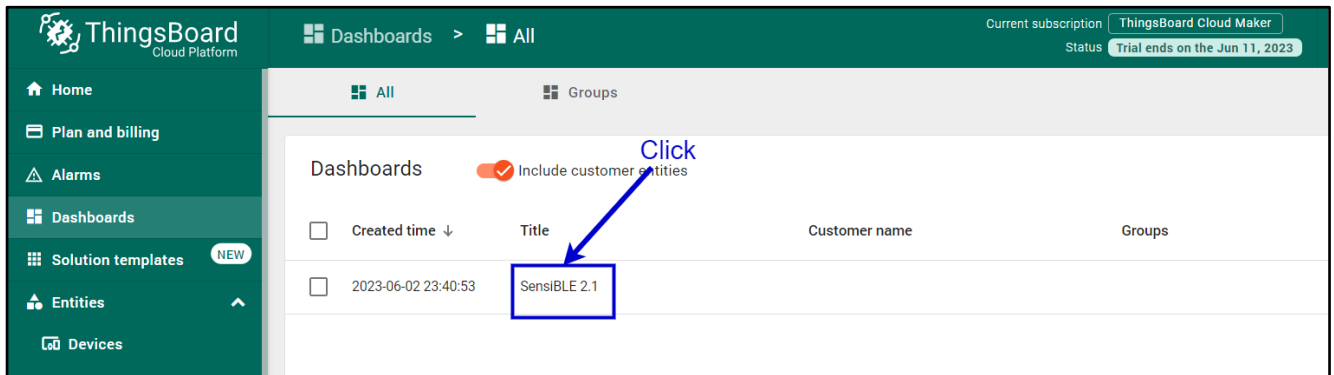 ThingsBoard
Cloud Platform
Dashboards > All
Current subscription ThingsBoard Cloud Maker
Status Trial ends on the Jun 11, 2023
Home
Plan and billing
Alarms
Dashboards
Solution templates NEW
Entities
Devices
All Groups
Click
Dashboards Include customer entities
Created time ↓ Title Customer name Groups
2023-06-02 23:40:53 SensiBLE 2.1